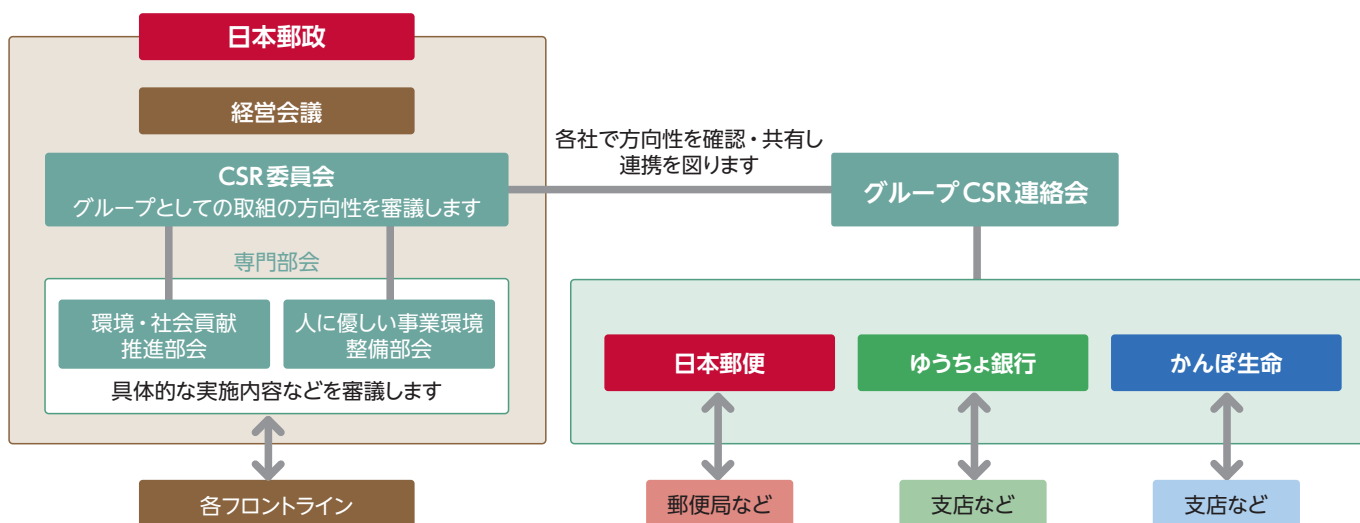 日本郵政
経営会議
CSR委員会
グループとしての取組の方向性を審議します
専門部会
環境・社会貢献
推進部会
人に優しい事業環境
整備部会
具体的な実施内容などを審議します
各フロントライン
各社で方向性を確認・共有し
連携を図ります
グループCSR連絡会
日本郵便
ゆうちょ銀行
かんぽ生命
郵便局など
支店など
支店など